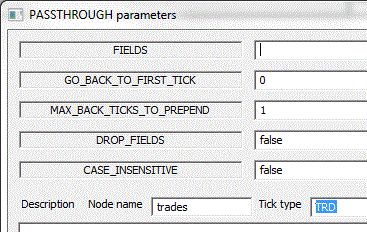 PASSTHROUGH parameters
FIELDS
GO_BACK_TO_FIRST_TICK 0
MAX_BACK_TICKS_TO_PREPEND 1
DROP_FIELDS false
CASE_INSENSITIVE false
Description Node name trades Tick type TRD